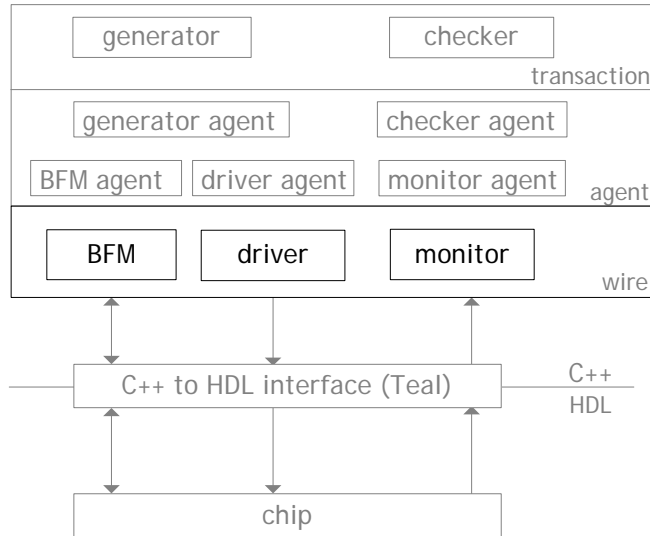 generator checker
transaction
generator agent checker agent
BFM agent driver agent monitor agent
agent
BFM driver monitor
wire
C++ to HDL interface (Teal)
C++
HDL
chip